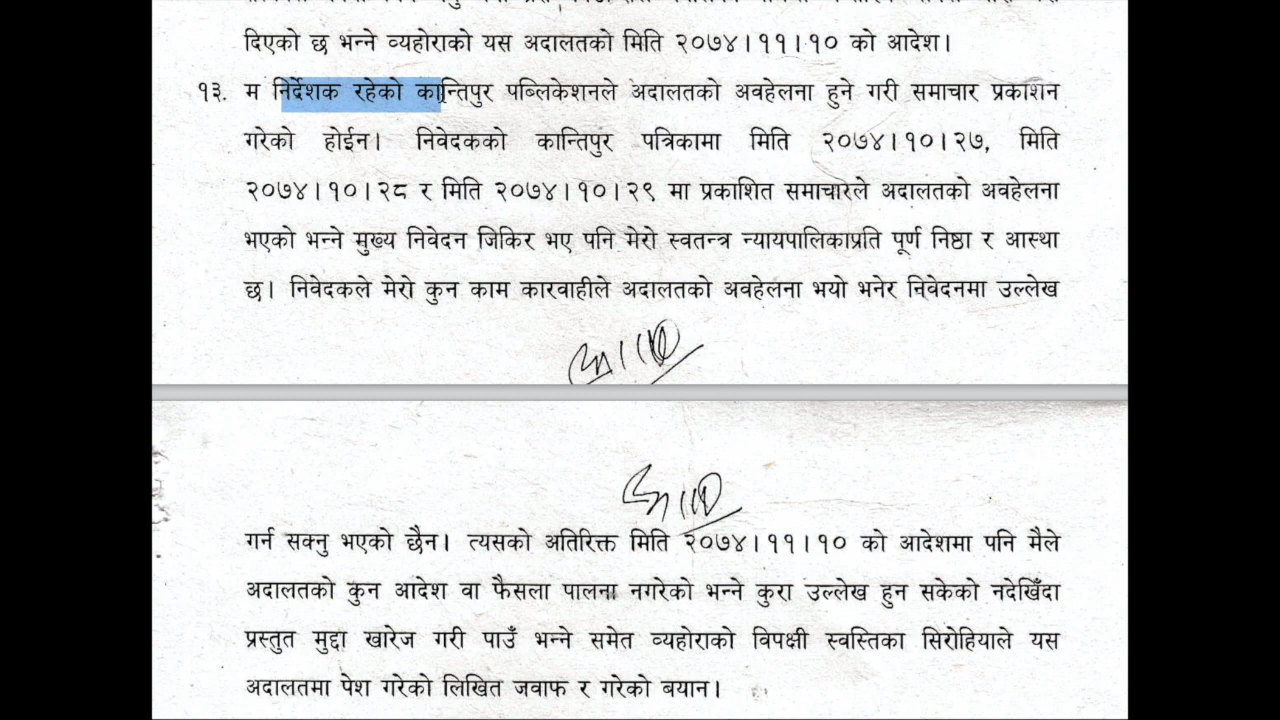 दिएको छ भन्ने व्यहोराको यस अदालतको मिति २०७४।११।१० को आदेश।
१३. म निर्देशक रहेको कान्तिपुर पब्लिकेशनले अदालतको अवहेलना हुने गरी समाचार प्रकाशन
गरेको होईन। निवेदकको कान्तिपुर पत्रिकामा मिति २०७४।१०।२७, मिति
२०७४।१०।२८ र मिति २०७४।१०।२९ मा प्रकाशित समाचारले अदालतको अवहेलना
भएको भन्ने मुख्य निवेदन जिकिर भए पनि मेरो स्वतन्त्र न्यायपालिकाप्रति पूर्ण निष्ठा र आस्था
छ। निवेदकले मेरो कुन काम कारवाहीले अदालतको अवहेलना भयो भनेर निवेदनमा उल्लेख
गर्न सक्नु भएको छैन। त्यसको अतिरिक्त मिति २०७४।११।१० को आदेशमा पनि मैले
अदालतको कुन आदेश वा फैसला पालना नगरेको भन्ने कुरा उल्लेख हुन सकेको नदेखिँदा
प्रस्तुत मुद्दा खारेज गरी पाउँ भन्ने समेत व्यहोराको विपक्षी स्वस्तिका सिरोहियाले यस
अदालतमा पेश गरेको लिखित जवाफ र गरेको बयान।